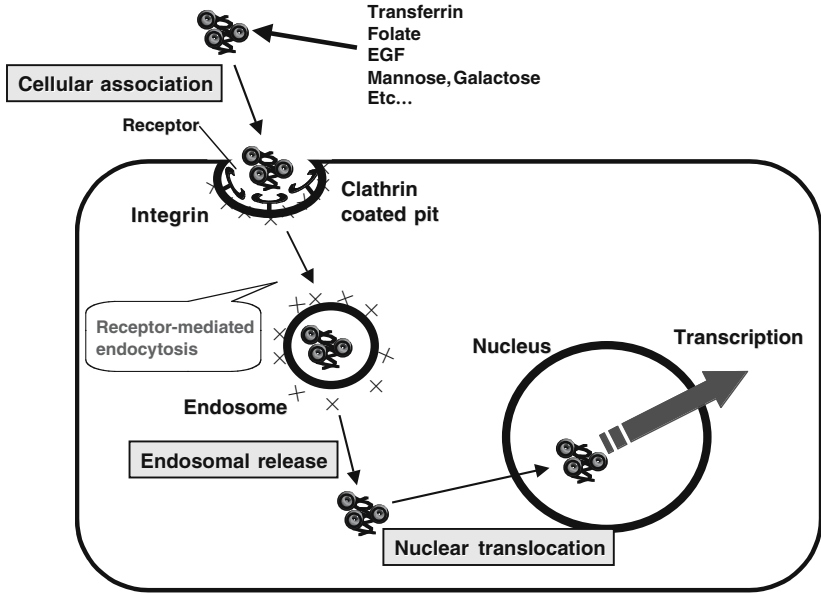 Transferrin
Folate
EGF
Mannose, Galactose
Etc...
Cellular association
Receptor
Integrin
Clathrin
coated pit
Receptor-mediated
endocytosis
Nucleus
Transcription
Endosome
Endosomal release
Nuclear translocation